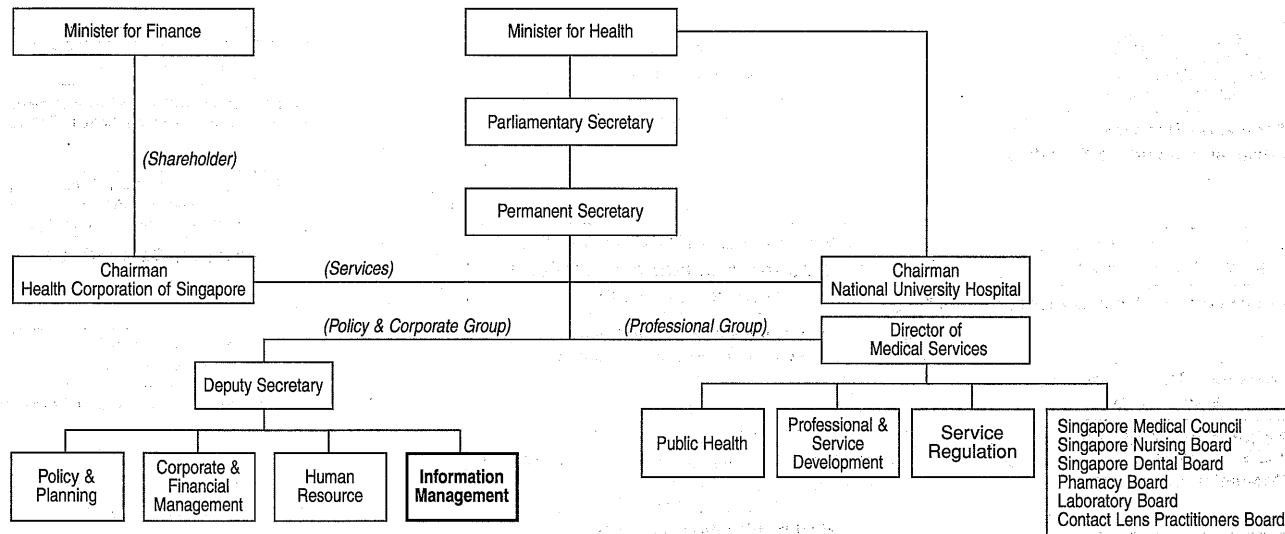 Minister for Finance
Minister for Health
Parliamentary Secretary
(Shareholder)
Permanent Secretary
Chairman
Health Corporation of Singapore
(Services)
Chairman
National University Hospital
(Policy & Corporate Group)
(Professional Group)
Director of
Medical Services
Deputy Secretary
Policy &
Planning
Corporate &
Financial
Management
Human
Resource
Information
Management
Public Health
Professional &
Service
Development
Service
Regulation
Singapore Medical Council
Singapore Nursing Board
Singapore Dental Board
Phamacy Board
Laboratory Board
Contact Lens Practitioners Board